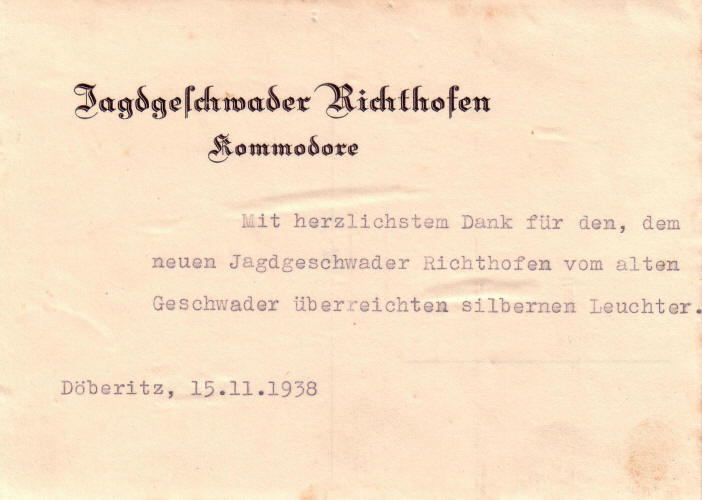 Jagdgeschwader Richthofen
Kommodore
Mit herzlichstem Dank für den, dem
neuen Jagdgeschwader Richthofen vom alten
Geschwader überreichten silbernen Leuchter.
Döberitz, 15.11.1938